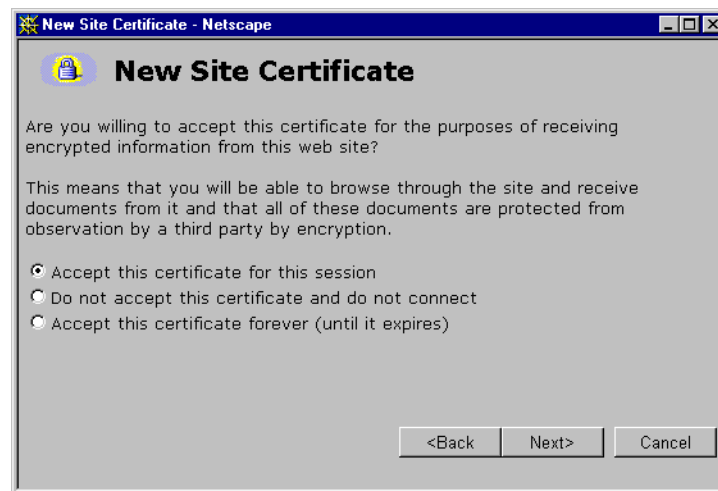 New Site Certificate - Netscape
New Site Certificate
Are you willing to accept this certificate for the purposes of receiving
encrypted information from this web site?
This means that you will be able to browse through the site and receive
documents from it and that all of these documents are protected from
observation by a third party by encryption.
Accept this certificate for this session
Do not accept this certificate and do not connect
Accept this certificate forever (until it expires)
<Back Next> Cancel